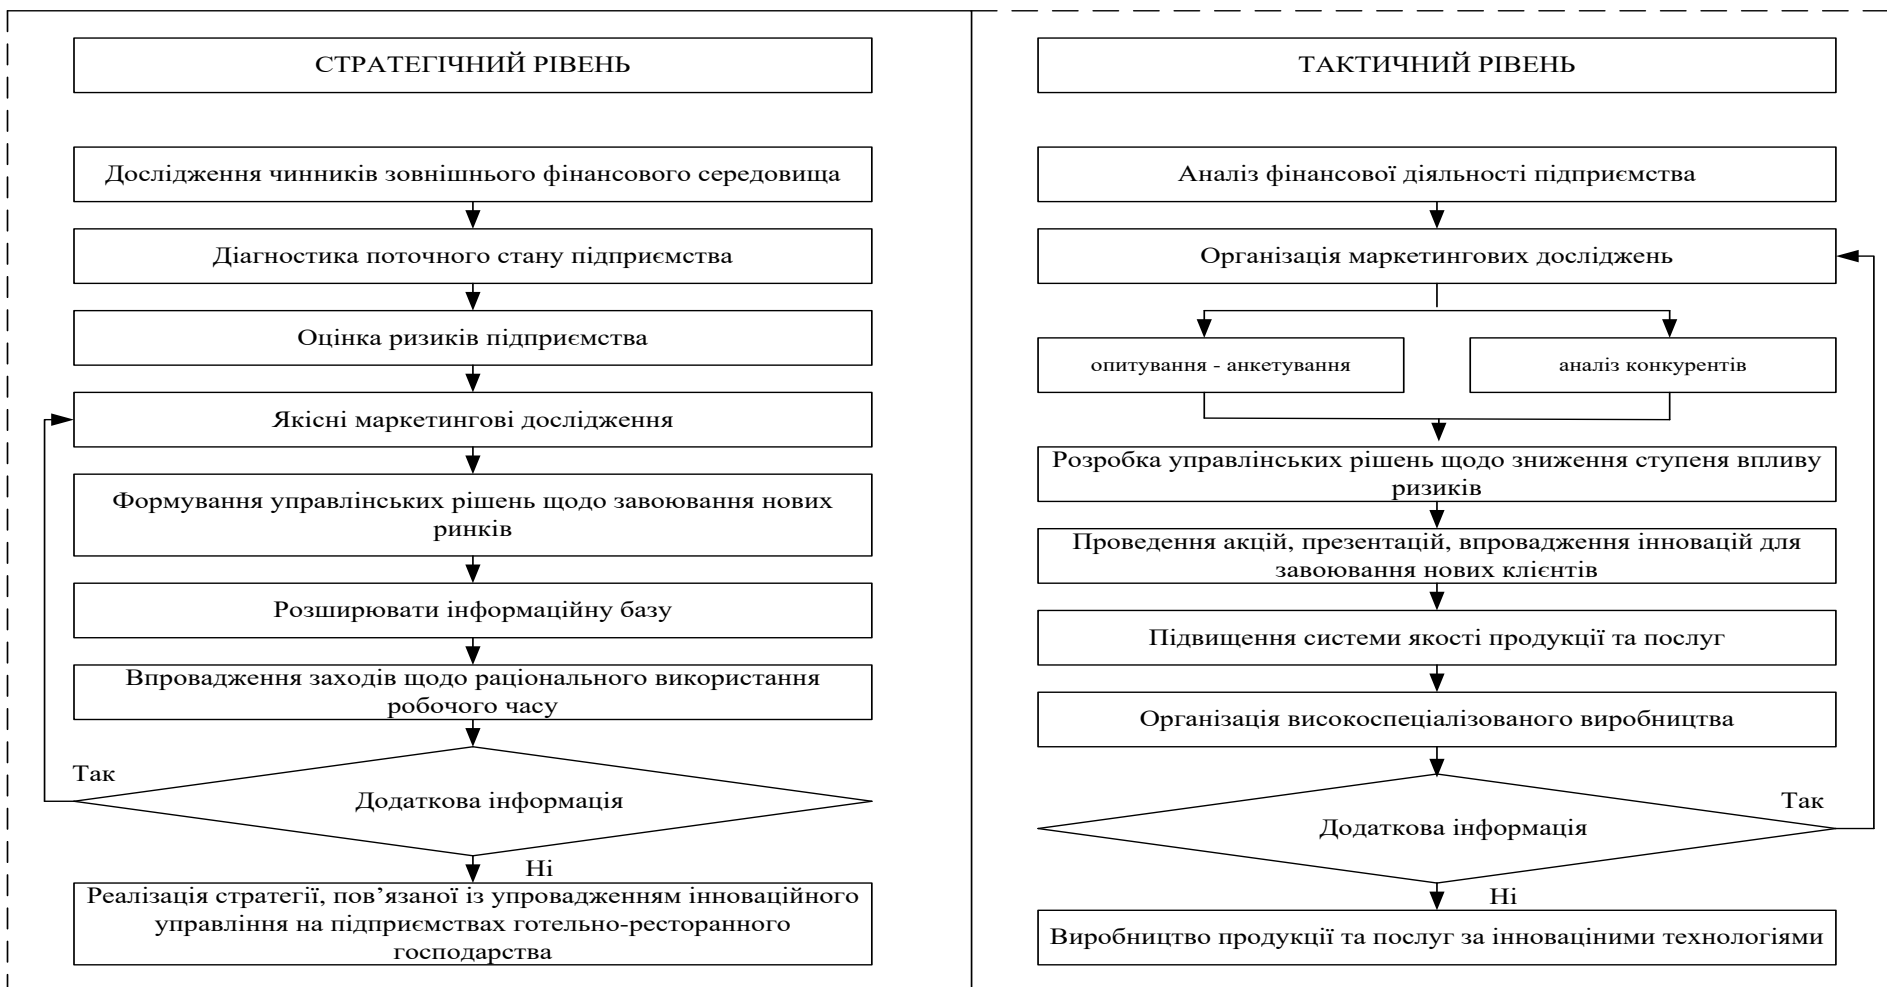 СТРАТЕГІЧНИЙ РІВЕНЬ
Дослідження чинників зовнішнього фінансового середовища
Діагностика поточного стану підприємства
Оцінка ризиків підприємства
Якісні маркетингові дослідження
Формування управлінських рішень щодо завоювання нових
ринків
Розширювати інформаційну базу
Впровадження заходів щодо раціонального використання
робочого часу
Так
Додаткова інформація
Ні
Реалізація стратегії, пов’язаної із упровадженням інноваційного
управління на підприємствах готельно-ресторанного
господарства
ТАКТИЧНИЙ РІВЕНЬ
Аналіз фінансової діяльності підприємства
Організація маркетингових досліджень
опитування - анкетування
аналіз конкурентів
Розробка управлінських рішень щодо зниження ступеня впливу
ризиків
Проведення акцій, презентацій, впровадження інновацій для
завоювання нових клієнтів
Підвищення системи якості продукції та послуг
Організація високоспеціалізованого виробництва
Так
Додаткова інформація
Ні
Виробництво продукції та послуг за інноваціними технологіями